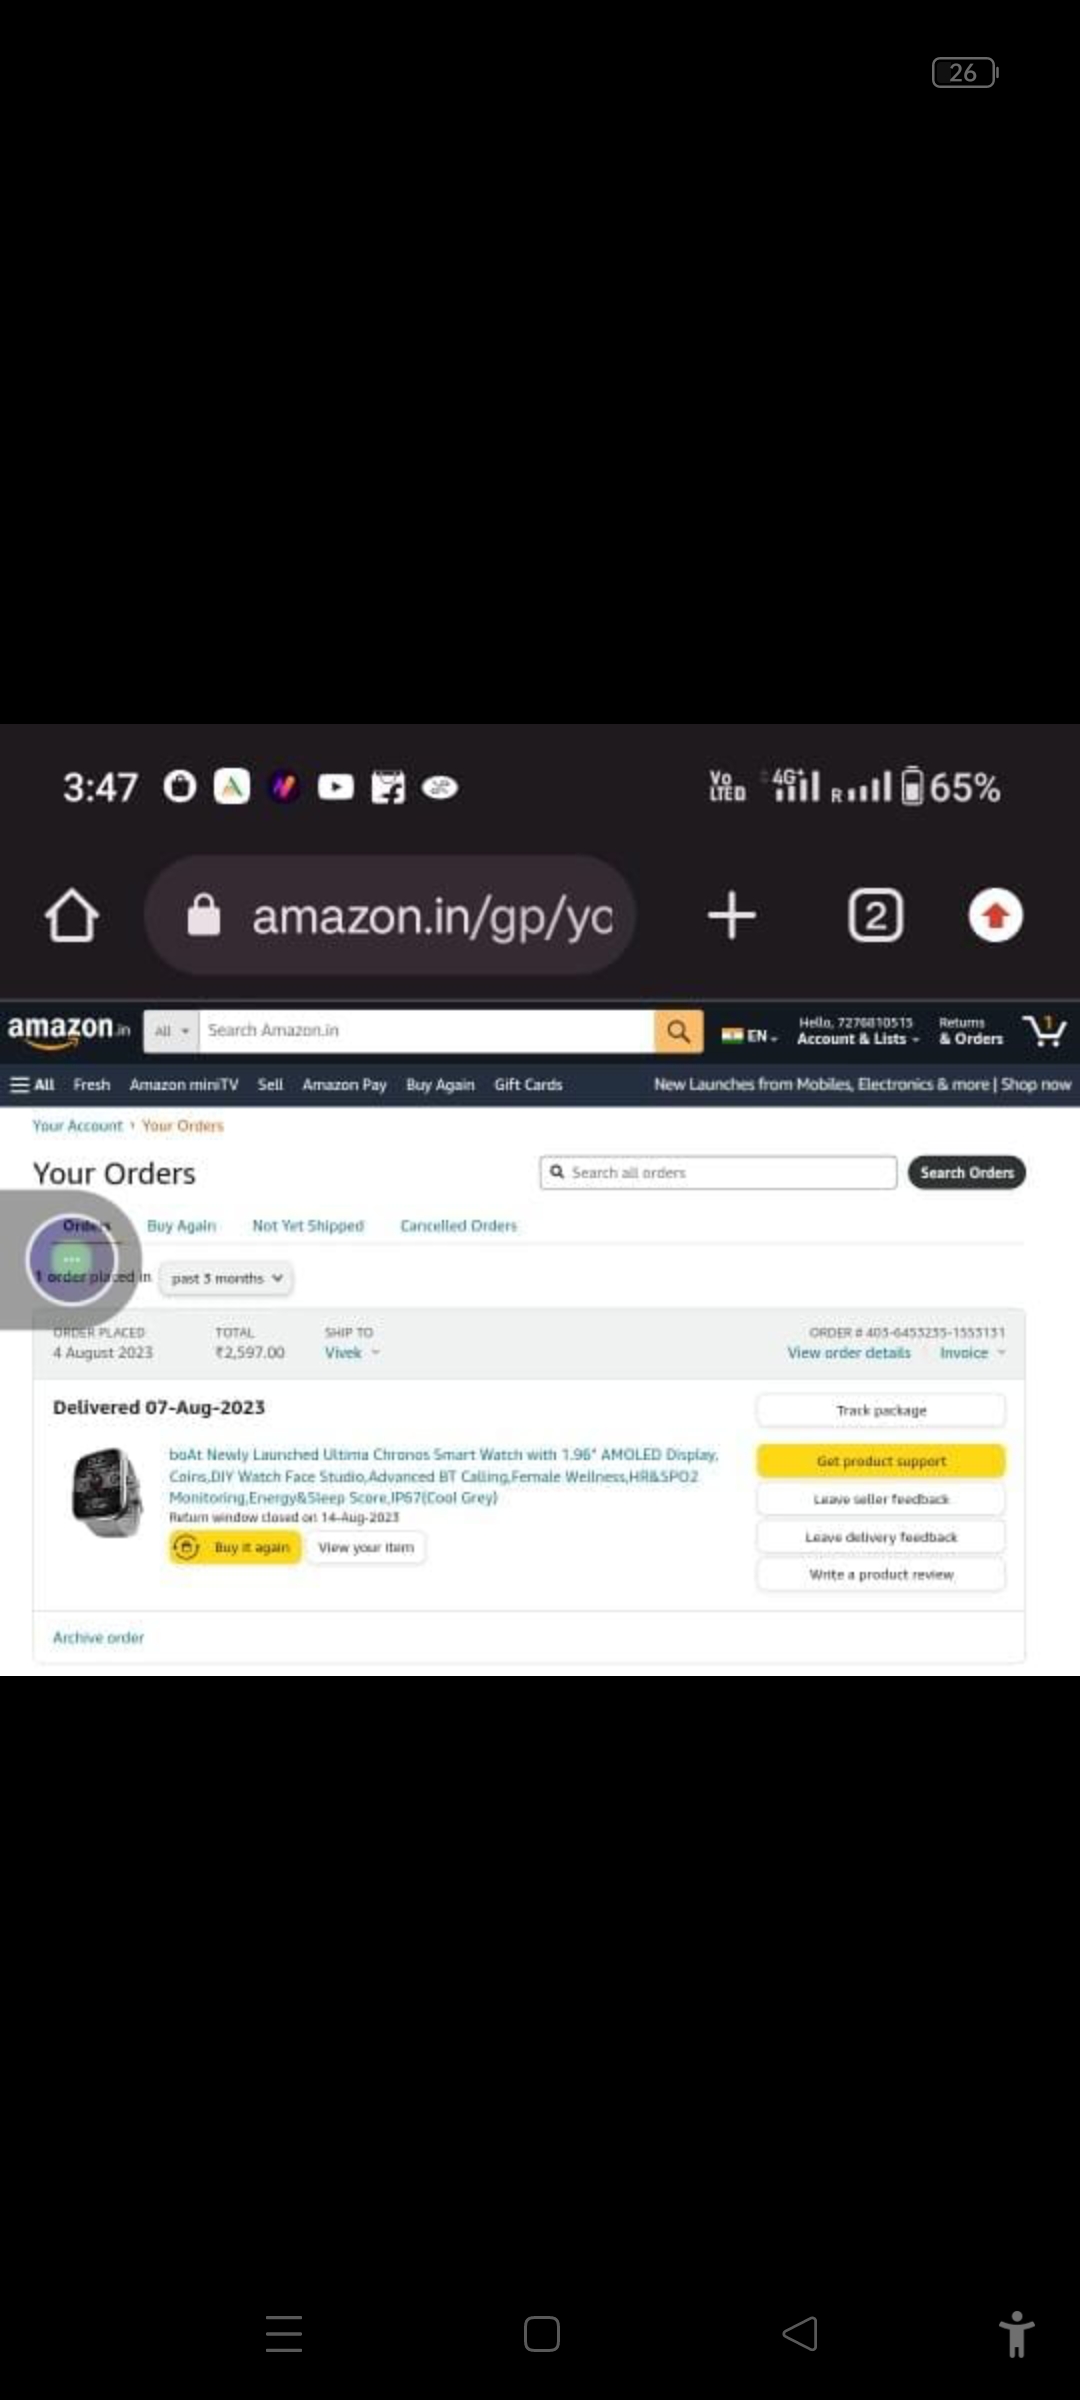 26
3:47 65%
Vo LTED 4G+ R
amazon.in/gp/yo
2
amazon.in All Search Amazon.in EN Hello, 7276810515 Account & Lists Returns & Orders 1
All Fresh Amazon miniTV Sell Amazon Pay Buy Again Gift Cards New Launches from Mobiles, Electronics & more | Shop now
Your Account › Your Orders
Your Orders Search all orders Search Orders
Orders Buy Again Not Yet Shipped Cancelled Orders
1 order placed in past 3 months
ORDER PLACED TOTAL SHIP TO ORDER # 403-6453235-1553131
4 August 2023 ₹2,597.00 Vivek View order details Invoice
Delivered 07-Aug-2023
Track package
boAt Newly Launched Ultima Chronos Smart Watch with 1.96" AMOLED Display,
Coins,DIY Watch Face Studio,Advanced BT Calling,Female Wellness,HR&SPO2
Monitoring,Energy&Sleep Score,IP67(Cool Grey)
Return window closed on 14-Aug-2023
Buy it again View your item
Get product support
Leave seller feedback
Leave delivery feedback
Write a product review
Archive order